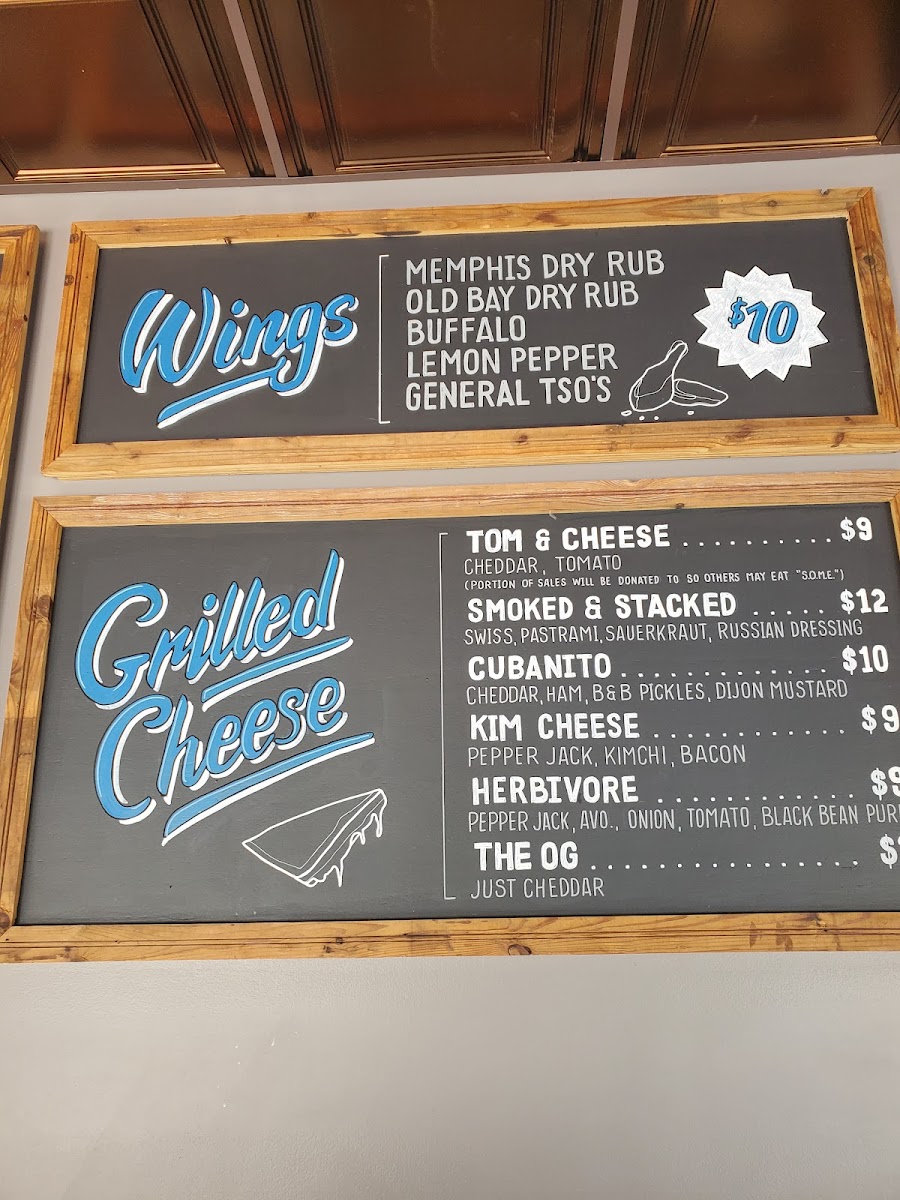 Wings
MEMPHIS DRY RUB
OLD BAY DRY RUB
BUFFALO
LEMON PEPPER
GENERAL TSO'S
$10
Grilled
Cheese
TOM & CHEESE .......... $9
CHEDDAR, TOMATO
(PORTION OF SALES WILL BE DONATED TO SO OTHERS MAY EAT "S.O.M.E.")
SMOKED & STACKED ..... $12
SWISS, PASTRAMI, SAUERKRAUT, RUSSIAN DRESSING
CUBANITO ............. $10
CHEDDAR, HAM, B&B PICKLES, DIJON MUSTARD
KIM CHEESE ............ $9
PEPPER JACK, KIMCHI, BACON
HERBIVORE ............ $9
PEPPER JACK, AVO., ONION, TOMATO, BLACK BEAN
THE OG ................ $
JUST CHEDDAR